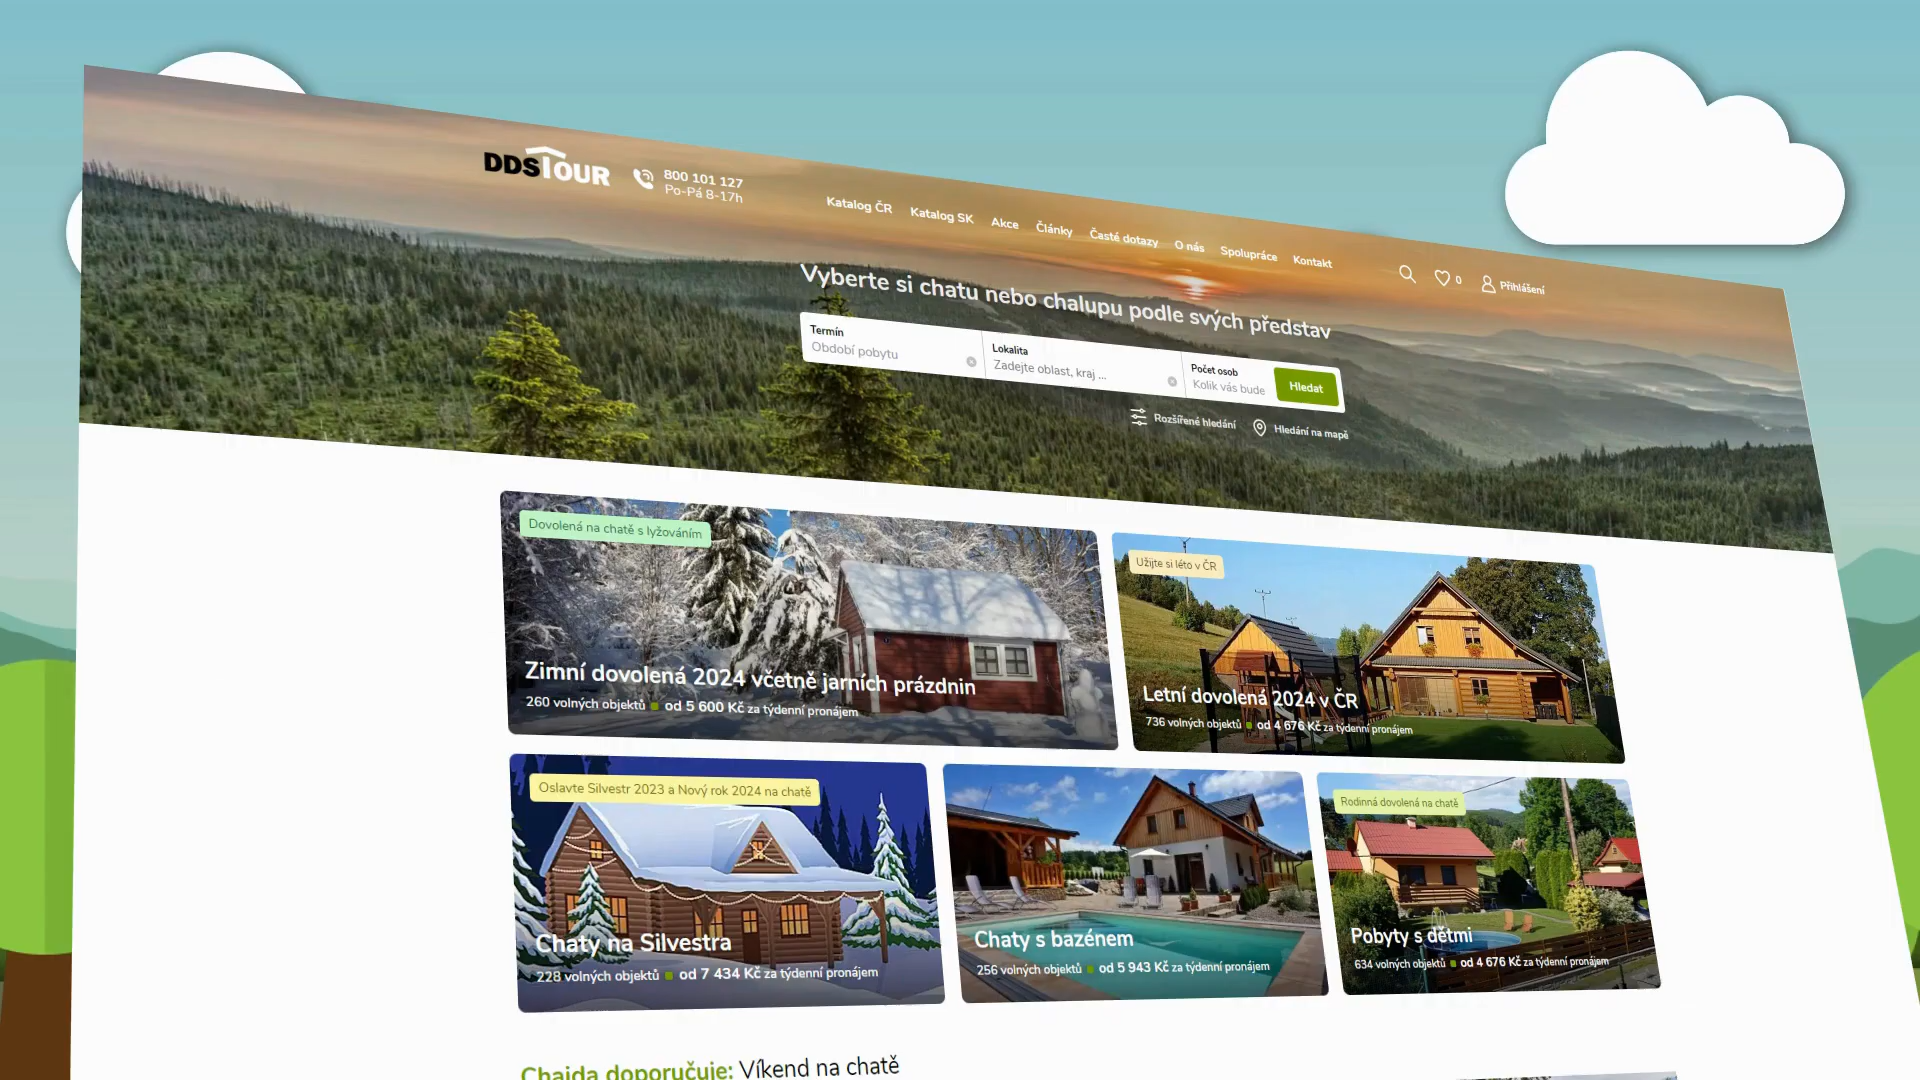 DDSTOUR
800 101 127
Po-Pá 8-17h
Katalog ČR
Katalog SK
Akce
Články
Časté dotazy
O nás
Spolupráce
Kontakt
0
Přihlášení
Vyberte si chatu nebo chalupu podle svých představ
Termín
Období pobytu
Lokalita
Zadejte oblast, kraj ...
Počet osob
Kolik vás bude
Hledat
Rozšířené hledání
Hledání na mapě
Dovolená na chatě s lyžováním
Zimní dovolená 2024 včetně jarních prázdnin
260 volných objektů od 5 600 Kč za týdenní pronájem
Užijte si léto v ČR
Letní dovolená 2024 v ČR
736 volných objektů od 4 676 Kč za týdenní pronájem
Oslavte Silvestr 2023 a Nový rok 2024 na chatě
Chaty na Silvestra
228 volných objektů od 7 434 Kč za týdenní pronájem
Chaty s bazénem
256 volných objektů od 5 943 Kč za týdenní pronájem
Rodinná dovolená na chatě
Pobyty s dětmi
634 volných objektů od 4 676 Kč za týdenní pronájem
Chajda doporučuje: Víkend na chatě